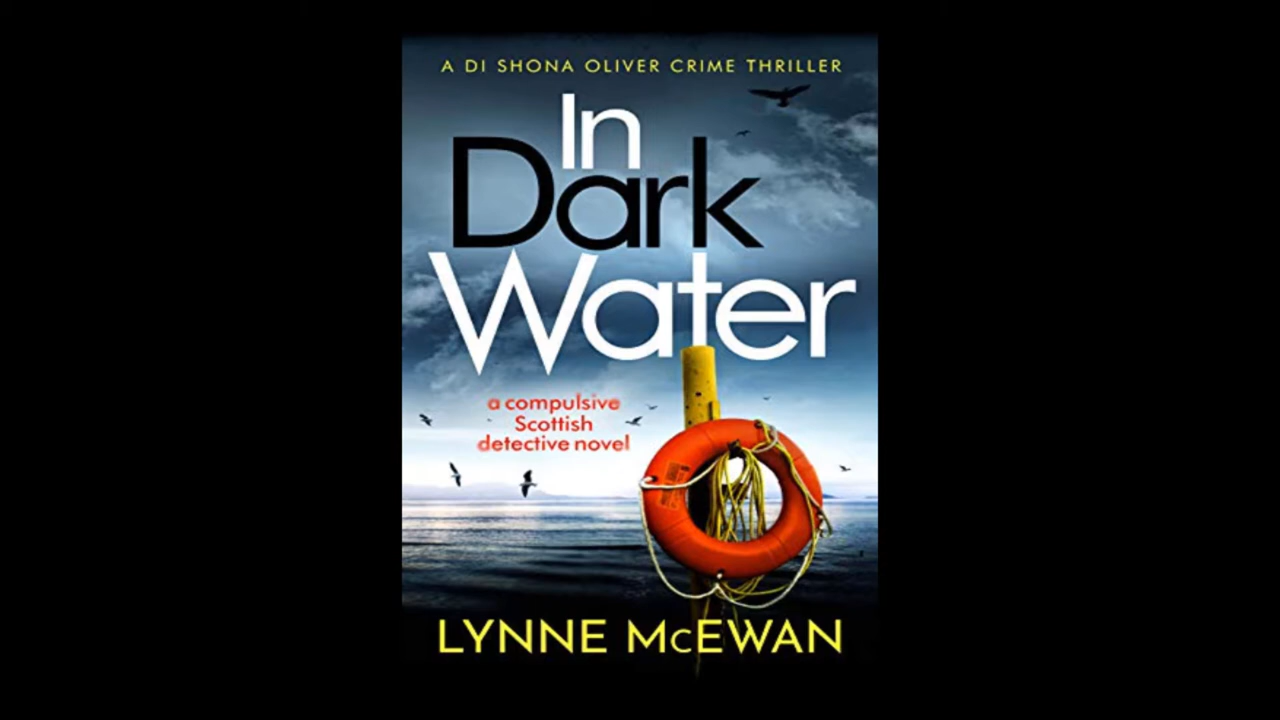 A DI SHONA OLIVER CRIME THRILLER
In
Dark
Water
a compulsive
Scottish
detective novel
LYNNE McEWAN